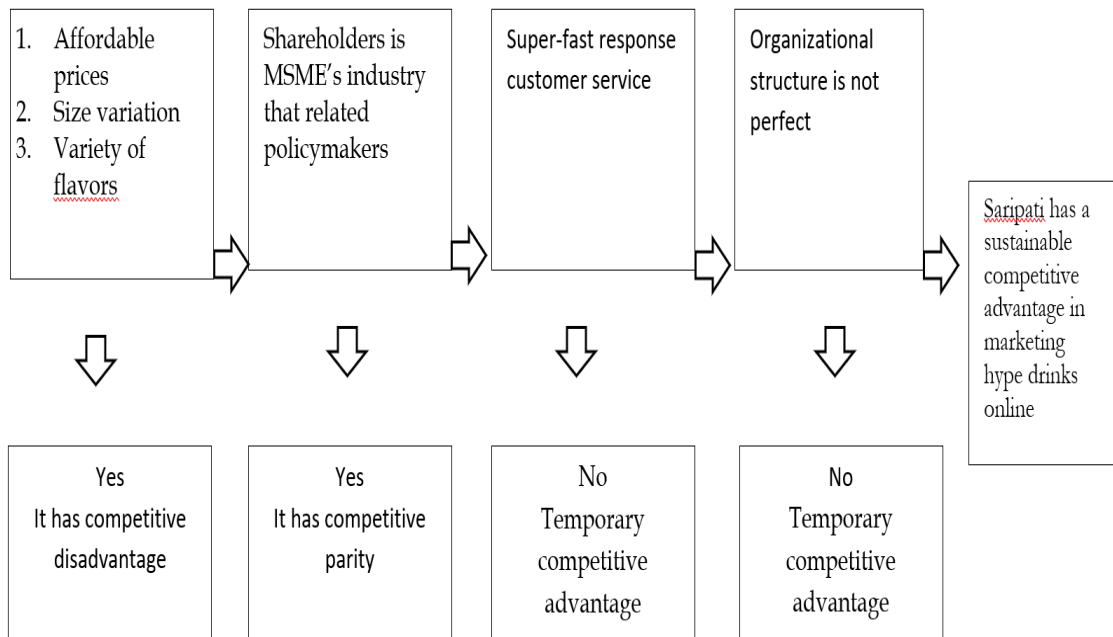 1. Affordable
prices
2. Size variation
3. Variety of
flavors
Shareholders is
MSME's industry
that related
policymakers
Super-fast response
customer service
Organizational
structure is not
perfect
Saripati has a
sustainable
competitive
advantage in
marketing
hype drinks
online
Yes
It has competitive
disadvantage
Yes
It has competitive
parity
No
Temporary
competitive
advantage
No
Temporary
competitive
advantage